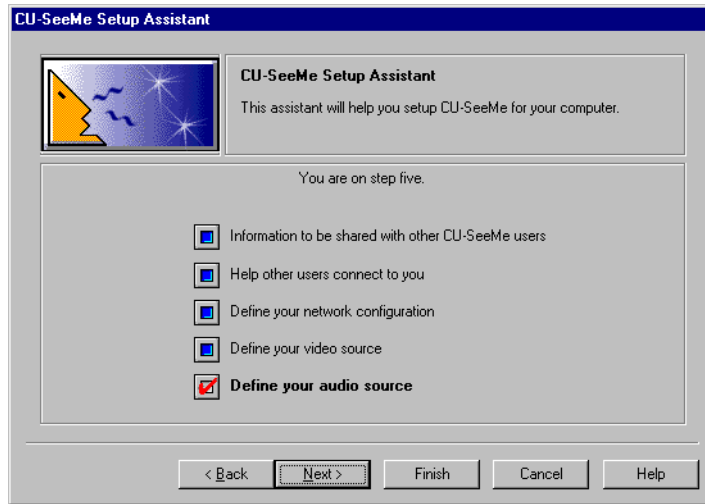 CU-SeeMe Setup Assistant
CU-SeeMe Setup Assistant
This assistant will help you setup CU-SeeMe for your computer.
You are on step five.
Information to be shared with other CU-SeeMe users
Help other users connect to you
Define your network configuration
Define your video source
Define your audio source
< Back Next > Finish Cancel Help